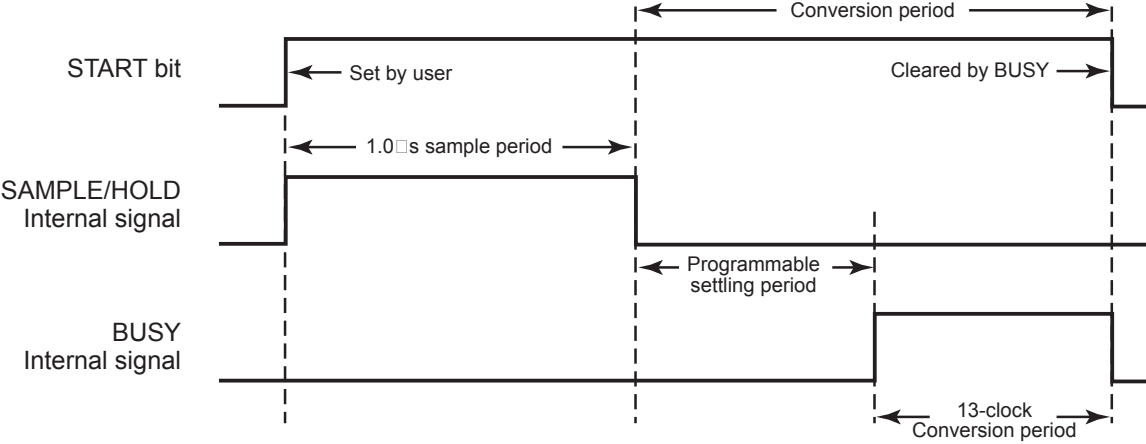 Conversion period
START bit
Set by user
Cleared by BUSY
1.0□s sample period
SAMPLE/HOLD
Internal signal
Programmable
settling period
BUSY
Internal signal
13-clock
Conversion period